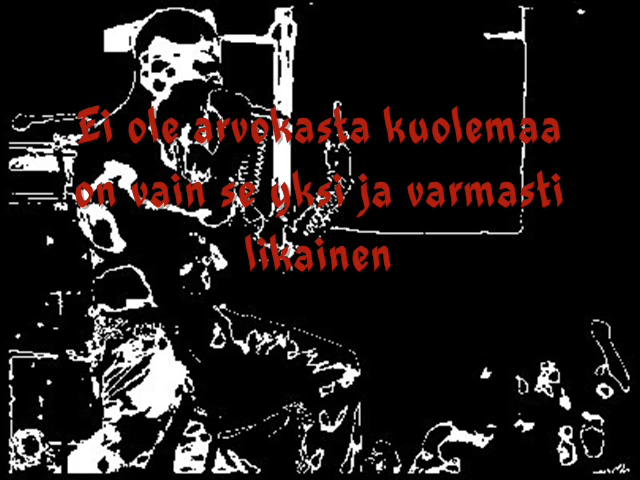 Ei ole arvokasta kuolemaa
on vain se yksi ja varmasti
likainen